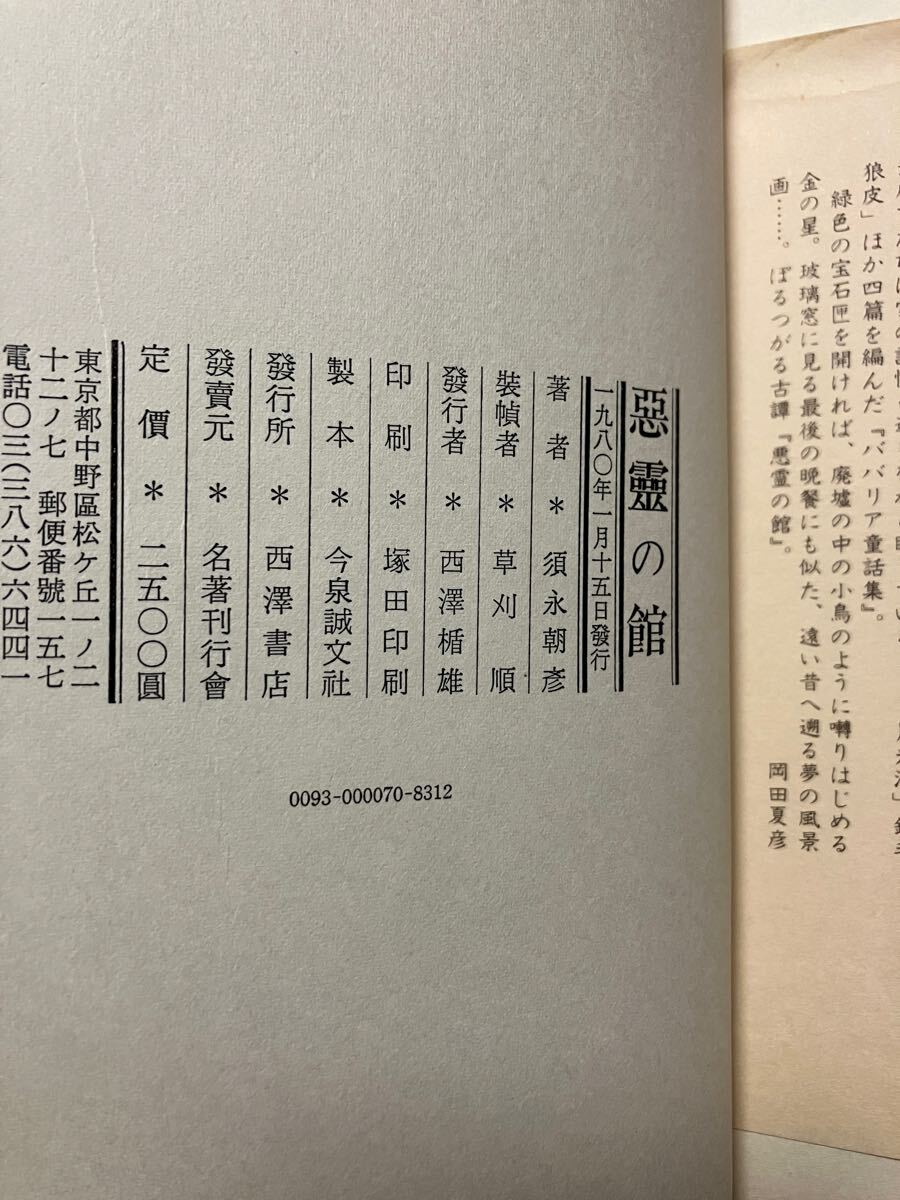 狼皮」ほか四篇を編んだ『ババリア童話集』。
緑色の宝石匣を開ければ、廃墟の中の小鳥のように囀りはじめる
金の星。玻璃窓に見る最後の晩餐にも似た、遠い昔へ遡る夢の風景
画……。ぽるつがる古譚『悪霊の館』。
岡田夏彦
惡靈の館
一九八〇年一月十五日發行
著者＊須永朝彥
裝幀者＊草刈順
發行者＊西澤楯雄
印刷＊塚田印刷
製本＊今泉誠文社
發行所＊西澤書店
發賣元＊名著刊行會
定價＊二五〇〇圓
東京都中野區松ケ丘一ノ二
十二ノ七 郵便番號一五七
電話〇三(三八六)六四四一
0093-000070-8312